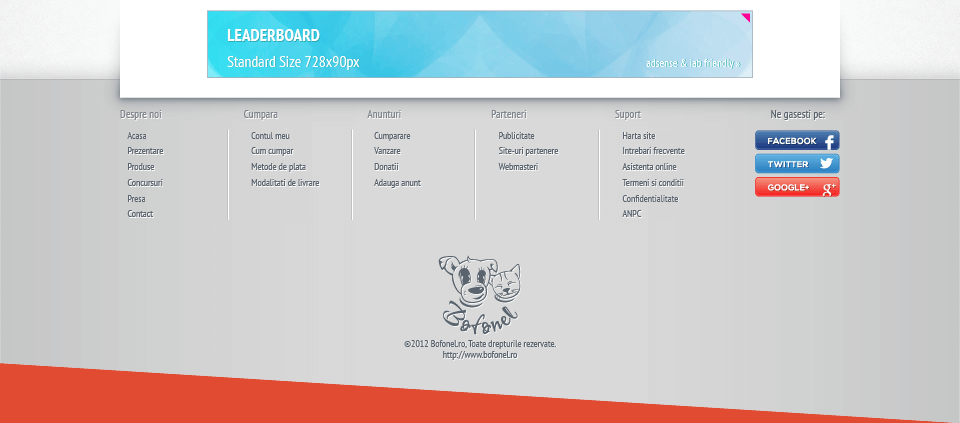 LEADERBOARD
Standard Size 728x90px
adsense & iab friendly »
Despre noi
Acasa
Prezentare
Produse
Concursuri
Presa
Contact
Cumpara
Contul meu
Cum cumpar
Metode de plata
Modalitati de livrare
Anunturi
Cumparare
Vanzare
Donatii
Adauga anunt
Parteneri
Publicitate
Site-uri partenere
Webmasteri
Suport
Harta site
Intrebari frecvente
Asistenta online
Termeni si conditii
Confidentialitate
ANPC
Ne gasesti pe:
FACEBOOK f
TWITTER
GOOGLE+ g+
Bofonel
©2012 Bofonel.ro, Toate drepturile rezervate.
http://www.bofonel.ro